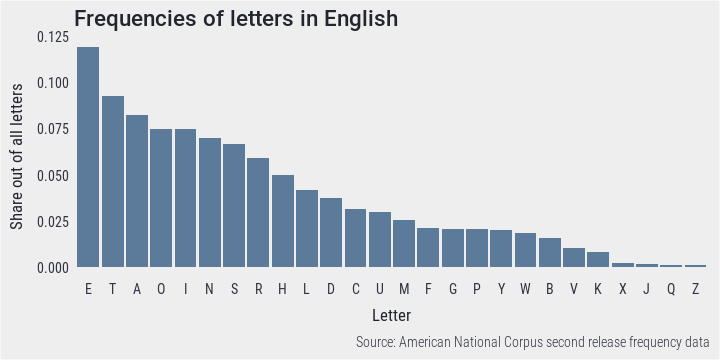 Frequencies of letters in English
Share out of all letters
0.125
0.100
0.075
0.050
0.025
0.000
E T A O I N S R H L D C U M F G P Y W B V K X J Q Z
Letter
Source: American National Corpus second release frequency data